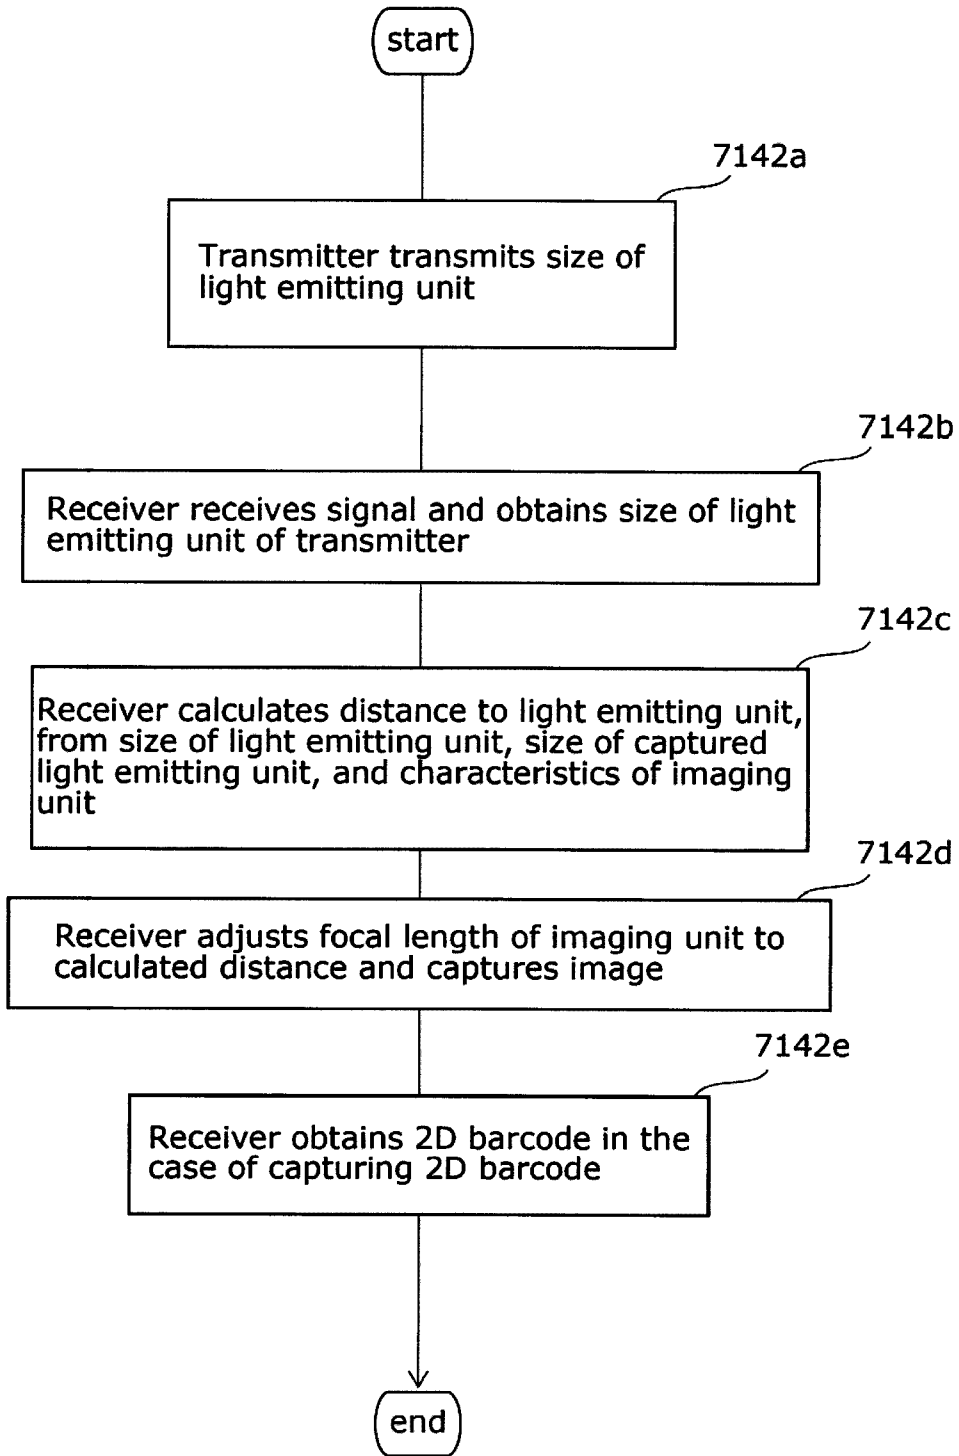 start
7142a
Transmitter transmits size of
light emitting unit
7142b
Receiver receives signal and obtains size of light
emitting unit of transmitter
7142c
Receiver calculates distance to light emitting unit,
from size of light emitting unit, size of captured
light emitting unit, and characteristics of imaging
unit
7142d
Receiver adjusts focal length of imaging unit to
calculated distance and captures image
7142e
Receiver obtains 2D barcode in the
case of capturing 2D barcode
end